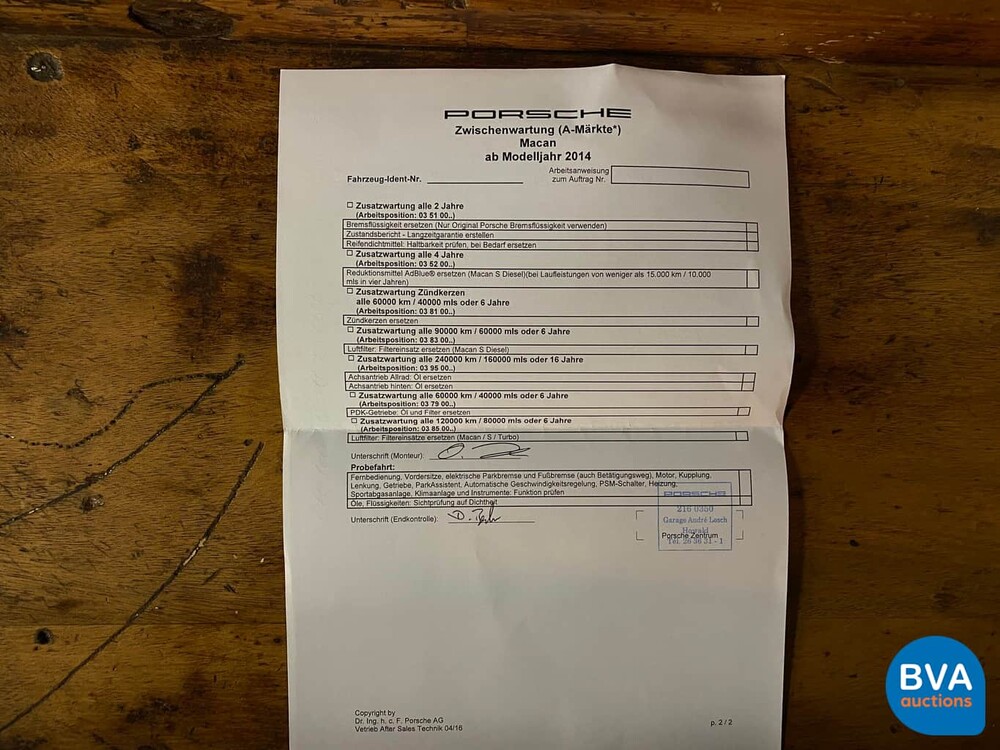 PORSCHE
Zwischenwartung (A-Märkte*)
Macan
ab Modelljahr 2014
Fahrzeug-Ident-Nr.
Arbeitsanweisung
zum Auftrag Nr.
Zusatzwartung alle 2 Jahre
(Arbeitsposition: 03 51 00..)
Bremsflüssigkeit ersetzen (Nur Original Porsche Bremsflüssigkeit verwenden)
Zustandsbericht - Langzeitgarantie erstellen
Reifendichtmittel: Haltbarkeit prüfen, bei Bedarf ersetzen
Zusatzwartung alle 4 Jahre
(Arbeitsposition: 03 52 00..)
Reduktionsmittel AdBlue® ersetzen (Macan S Diesel)(bei Laufleistungen von weniger als 15.000 km / 10.000
mls in vier Jahren)
Zusatzwartung Zündkerzen
alle 60000 km / 40000 mls oder 6 Jahre
(Arbeitsposition: 03 81 00..)
Zündkerzen ersetzen
Zusatzwartung alle 90000 km / 60000 mls oder 6 Jahre
(Arbeitsposition: 03 83 00..)
Luftfilter: Filtereinsatz ersetzen (Macan S Diesel)
Zusatzwartung alle 240000 km / 160000 mls oder 16 Jahre
(Arbeitsposition: 03 95 00..)
Achsantrieb Allrad: Öl ersetzen
Achsantrieb hinten: Öl ersetzen
Zusatzwartung alle 60000 km / 40000 mls oder 6 Jahre
(Arbeitsposition: 03 79 00..)
PDK-Getriebe: Öl und Filter ersetzen
Zusatzwartung alle 120000 km / 80000 mls oder 6 Jahre
(Arbeitsposition: 03 85 00..)
Luftfilter: Filtereinsätze ersetzen (Macan / S / Turbo)
Unterschrift (Monteur):
Probefahrt:
Fernbedienung, Vordersitze, elektrische Parkbremse und Fußbremse (auch Betätigungsweg), Motor, Kupplung,
Lenkung, Getriebe, ParkAssistent, Automatische Geschwindigkeitsregelung, PSM-Schalter, Heizung,
Sportabgasanlage, Klimaanlage und Instrumente: Funktion prüfen
Öle, Flüssigkeiten: Sichtprüfung auf Dichtheit
Unterschrift (Endkontrolle):
PORSCHE
216 0350
Garage André Losch
Howald
Porsche Zentrum
Tel. 26 36 31 - 1
Copyright by
Dr. Ing. h. c. F. Porsche AG
Vetrieb After Sales Technik 04/16
p. 2 / 2
BVA
auctions